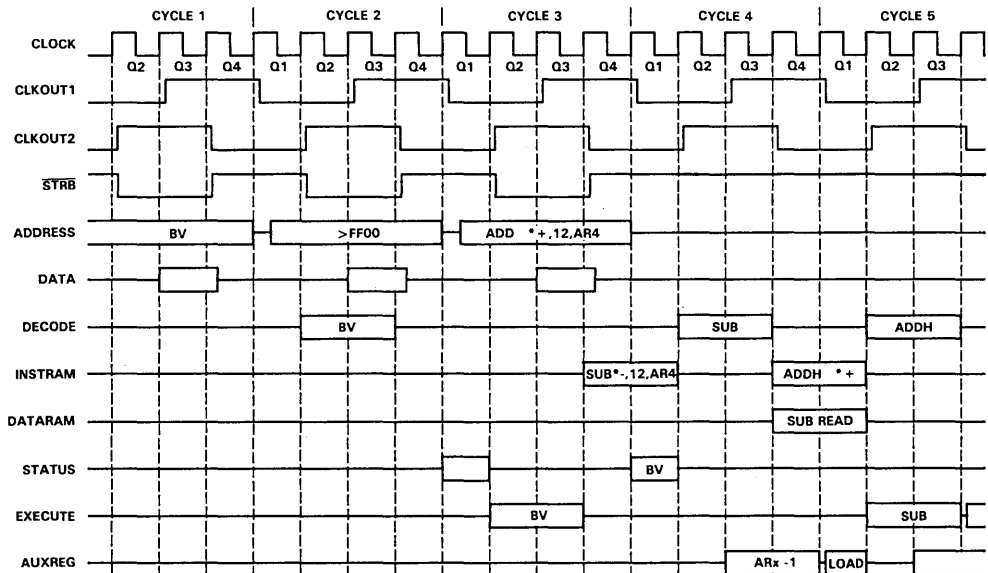 CYCLE 1 CYCLE 2 CYCLE 3 CYCLE 4 CYCLE 5
CLOCK
Q2 Q3 Q4 Q1 Q2 Q3 Q4 Q1 Q2 Q3 Q4 Q1 Q2 Q3 Q4 Q1 Q2 Q3
CLKOUT1
CLKOUT2
STRB
ADDRESS BV >FF00 ADD *+,12,AR4
DATA
DECODE BV SUB ADDH
INSTRAM SUB*-,12,AR4 ADDH *+
DATARAM SUB READ
STATUS BV
EXECUTE BV SUB
AUXREG ARx -1 LOAD